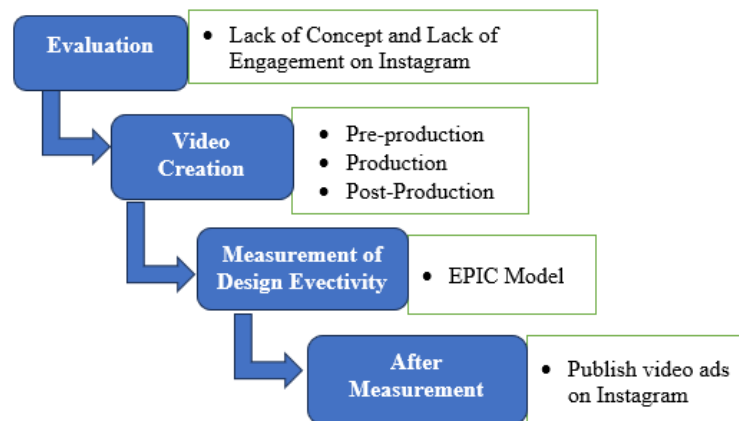 Evaluation
• Lack of Concept and Lack of
Engagement on Instagram
Video
Creation
• Pre-production
• Production
• Post-Production
Measurement of
Design Evectivity
• EPIC Model
After
Measurement
• Publish video ads
on Instagram